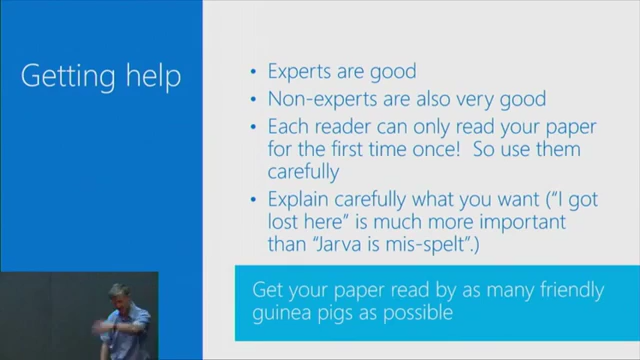 Getting help
• Experts are good
• Non-experts are also very good
• Each reader can only read your paper
for the first time once!  So use them
carefully
• Explain carefully what you want (“I got
lost here” is much more important
than “Jarva is mis-spelt”.)
Get your paper read by as many friendly
guinea pigs as possible